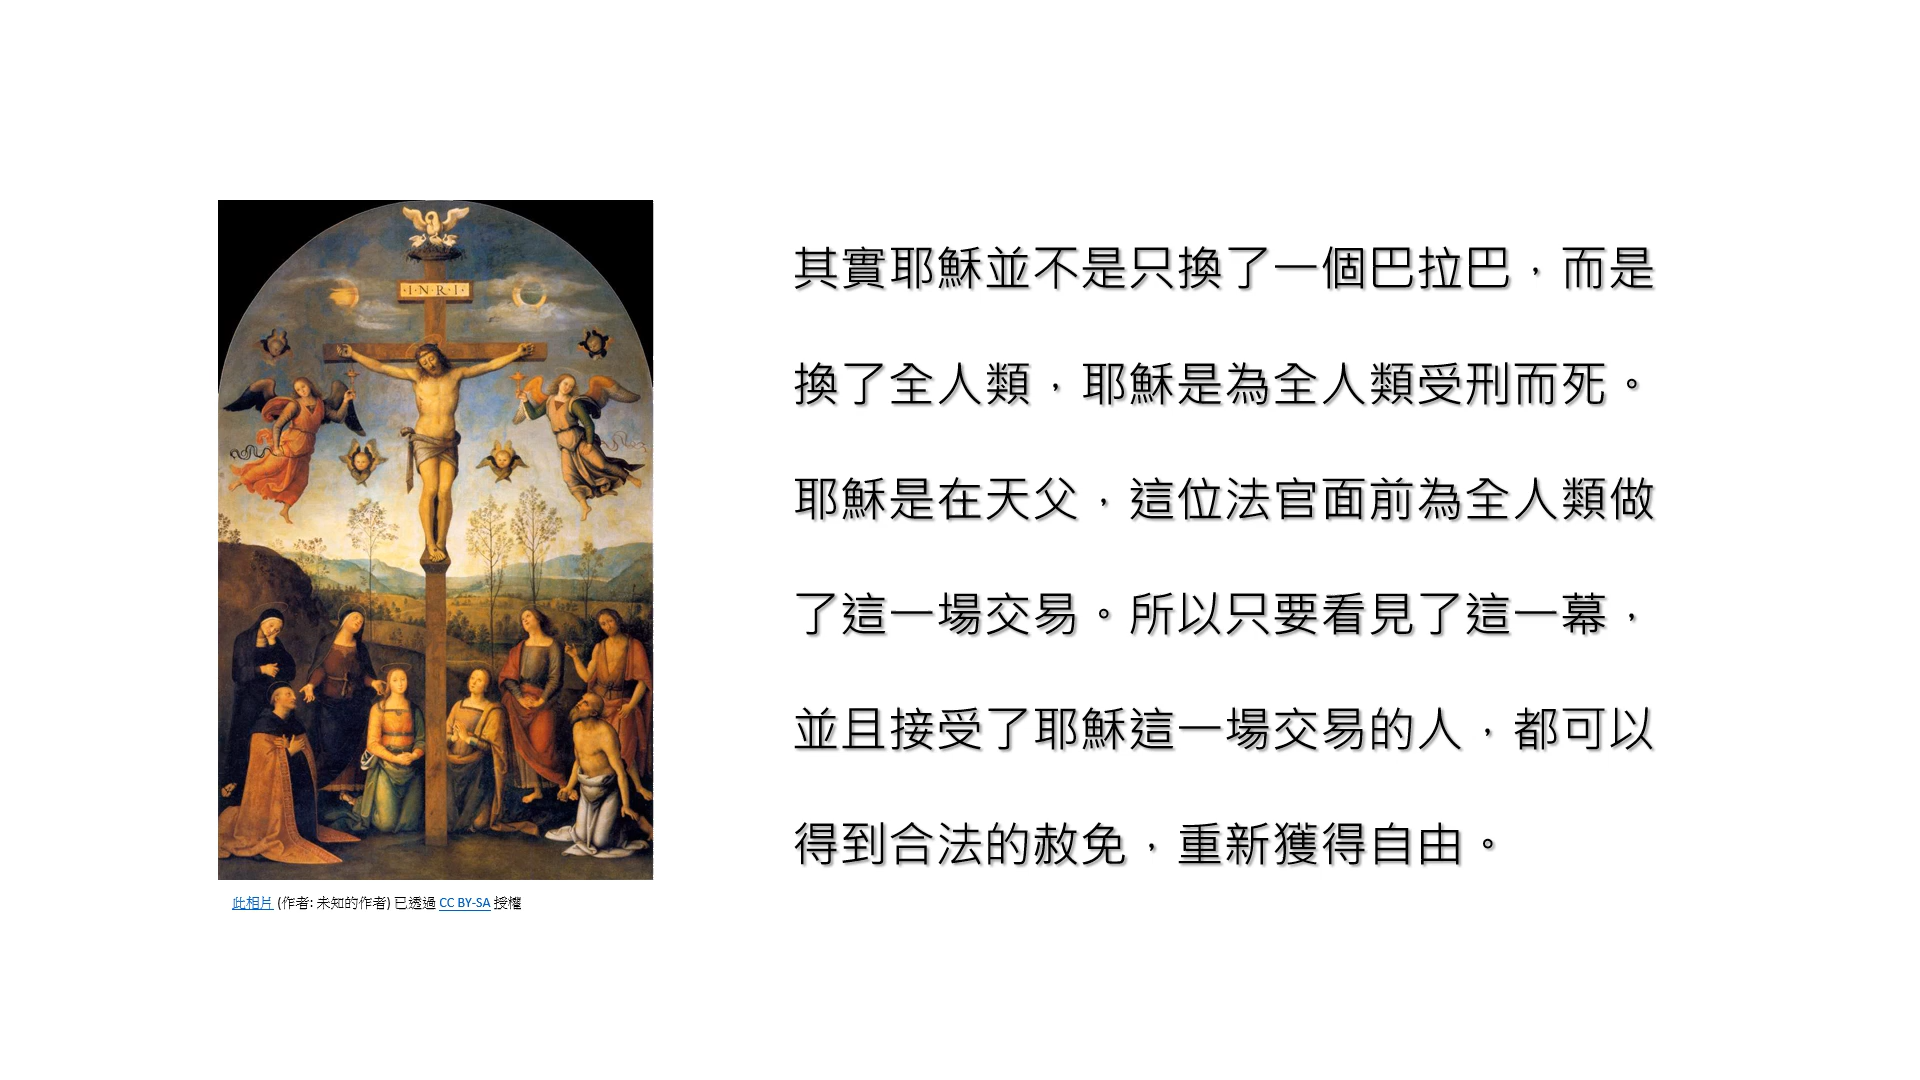 ·I·N·R·I·
其實耶穌並不是只換了一個巴拉巴，而是
換了全人類，耶穌是為全人類受刑而死。
耶穌是在天父，這位法官面前為全人類做
了這一場交易。所以只要看見了這一幕，
並且接受了耶穌這一場交易的人，都可以
得到合法的赦免，重新獲得自由。
此相片 (作者: 未知的作者) 已透過 CC BY-SA 授權